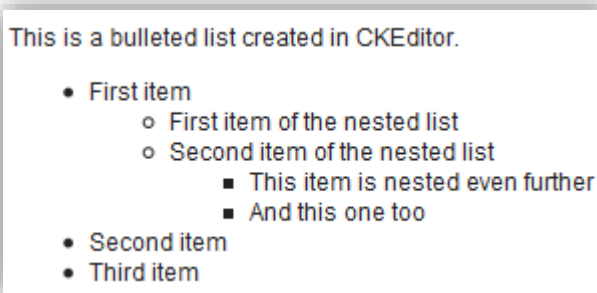 This is a bulleted list created in CKEditor.
First item
First item of the nested list
Second item of the nested list
This item is nested even further
And this one too
Second item
Third item